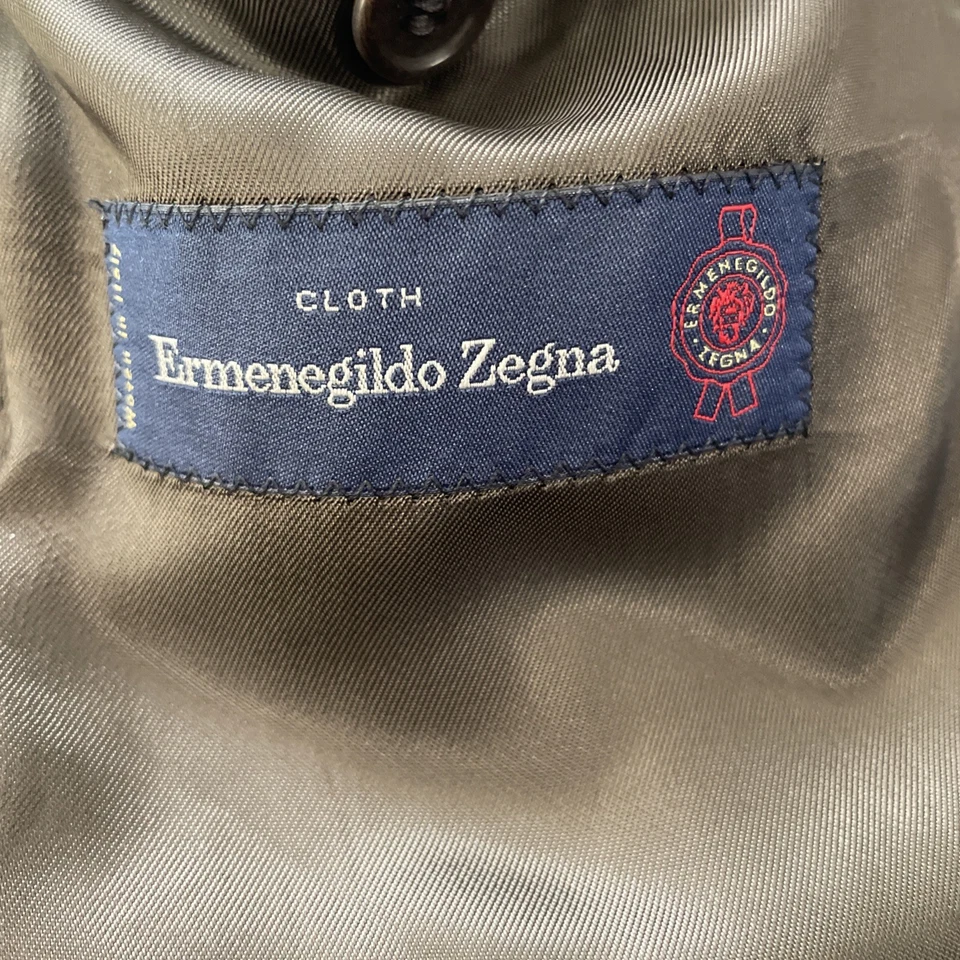 Woven in Italy
CLOTH
Ermenegildo Zegna
ERMENEGILDO
· ZEGNA ·